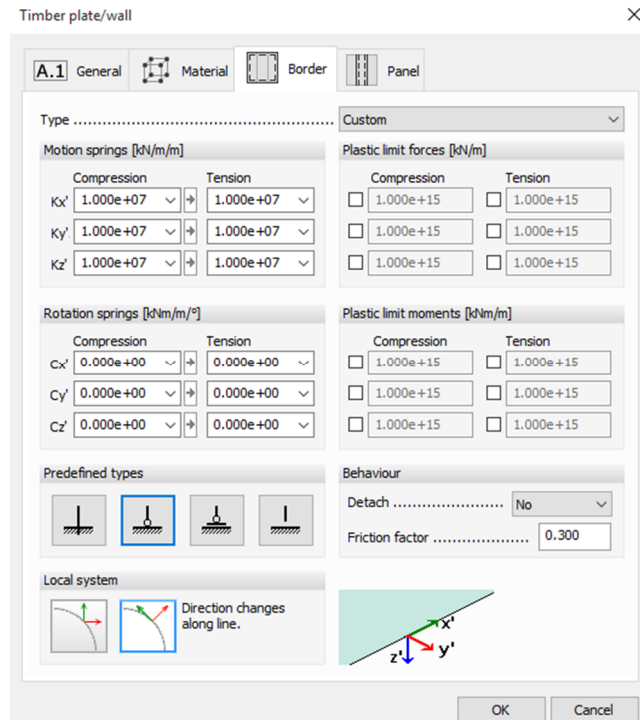 Timber plate/wall
A.1 General Material Border Panel
Type .................................................... Custom
Motion springs [kN/m/m] Plastic limit forces [kN/m]
Compression Tension Compression Tension
Kx' 1.000e+07 1.000e+07 1.000e+15 1.000e+15
Ky' 1.000e+07 1.000e+07 1.000e+15 1.000e+15
Kz' 1.000e+07 1.000e+07 1.000e+15 1.000e+15
Rotation springs [kNm/m/°] Plastic limit moments [kNm/m]
Compression Tension Compression Tension
Cx' 0.000e+00 0.000e+00 1.000e+15 1.000e+15
Cy' 0.000e+00 0.000e+00 1.000e+15 1.000e+15
Cz' 0.000e+00 0.000e+00 1.000e+15 1.000e+15
Predefined types Behaviour
Detach ...................... No
Friction factor ................... 0.300
Local system
Direction changes
along line.
x'
y'
z'
OK Cancel